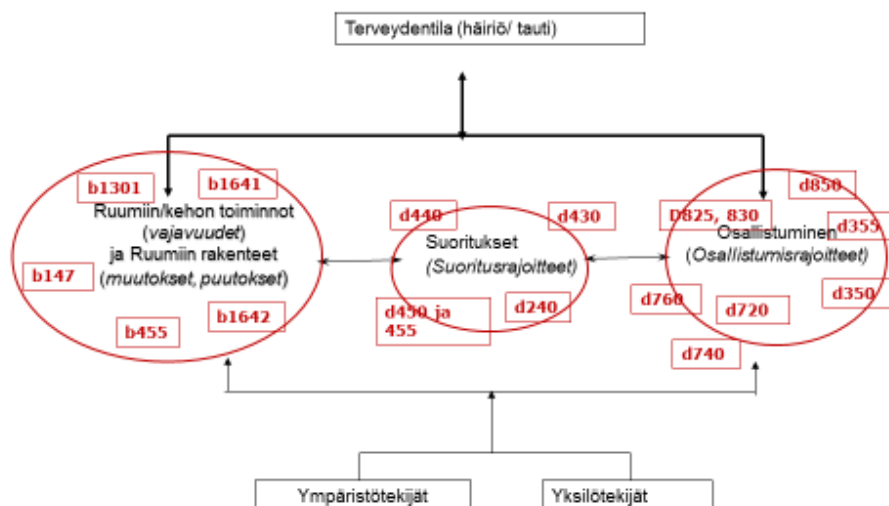 Terveydentila (häiriö/ tauti)
b1301
b1641
Ruumiin/kehon toiminnot
(vajavuudet)
ja Ruumiin rakenteet
(muutokset, puutokset)
b147
b455
b1642
d440
d430
Suoritukset
(Suoritusrajoitteet)
d450 ja
455
d240
d850
D825, 830
d355
Osallistuminen
(Osallistumisrajoitteet)
d760
d720
d350
d740
Ympäristötekijät
Yksilötekijät